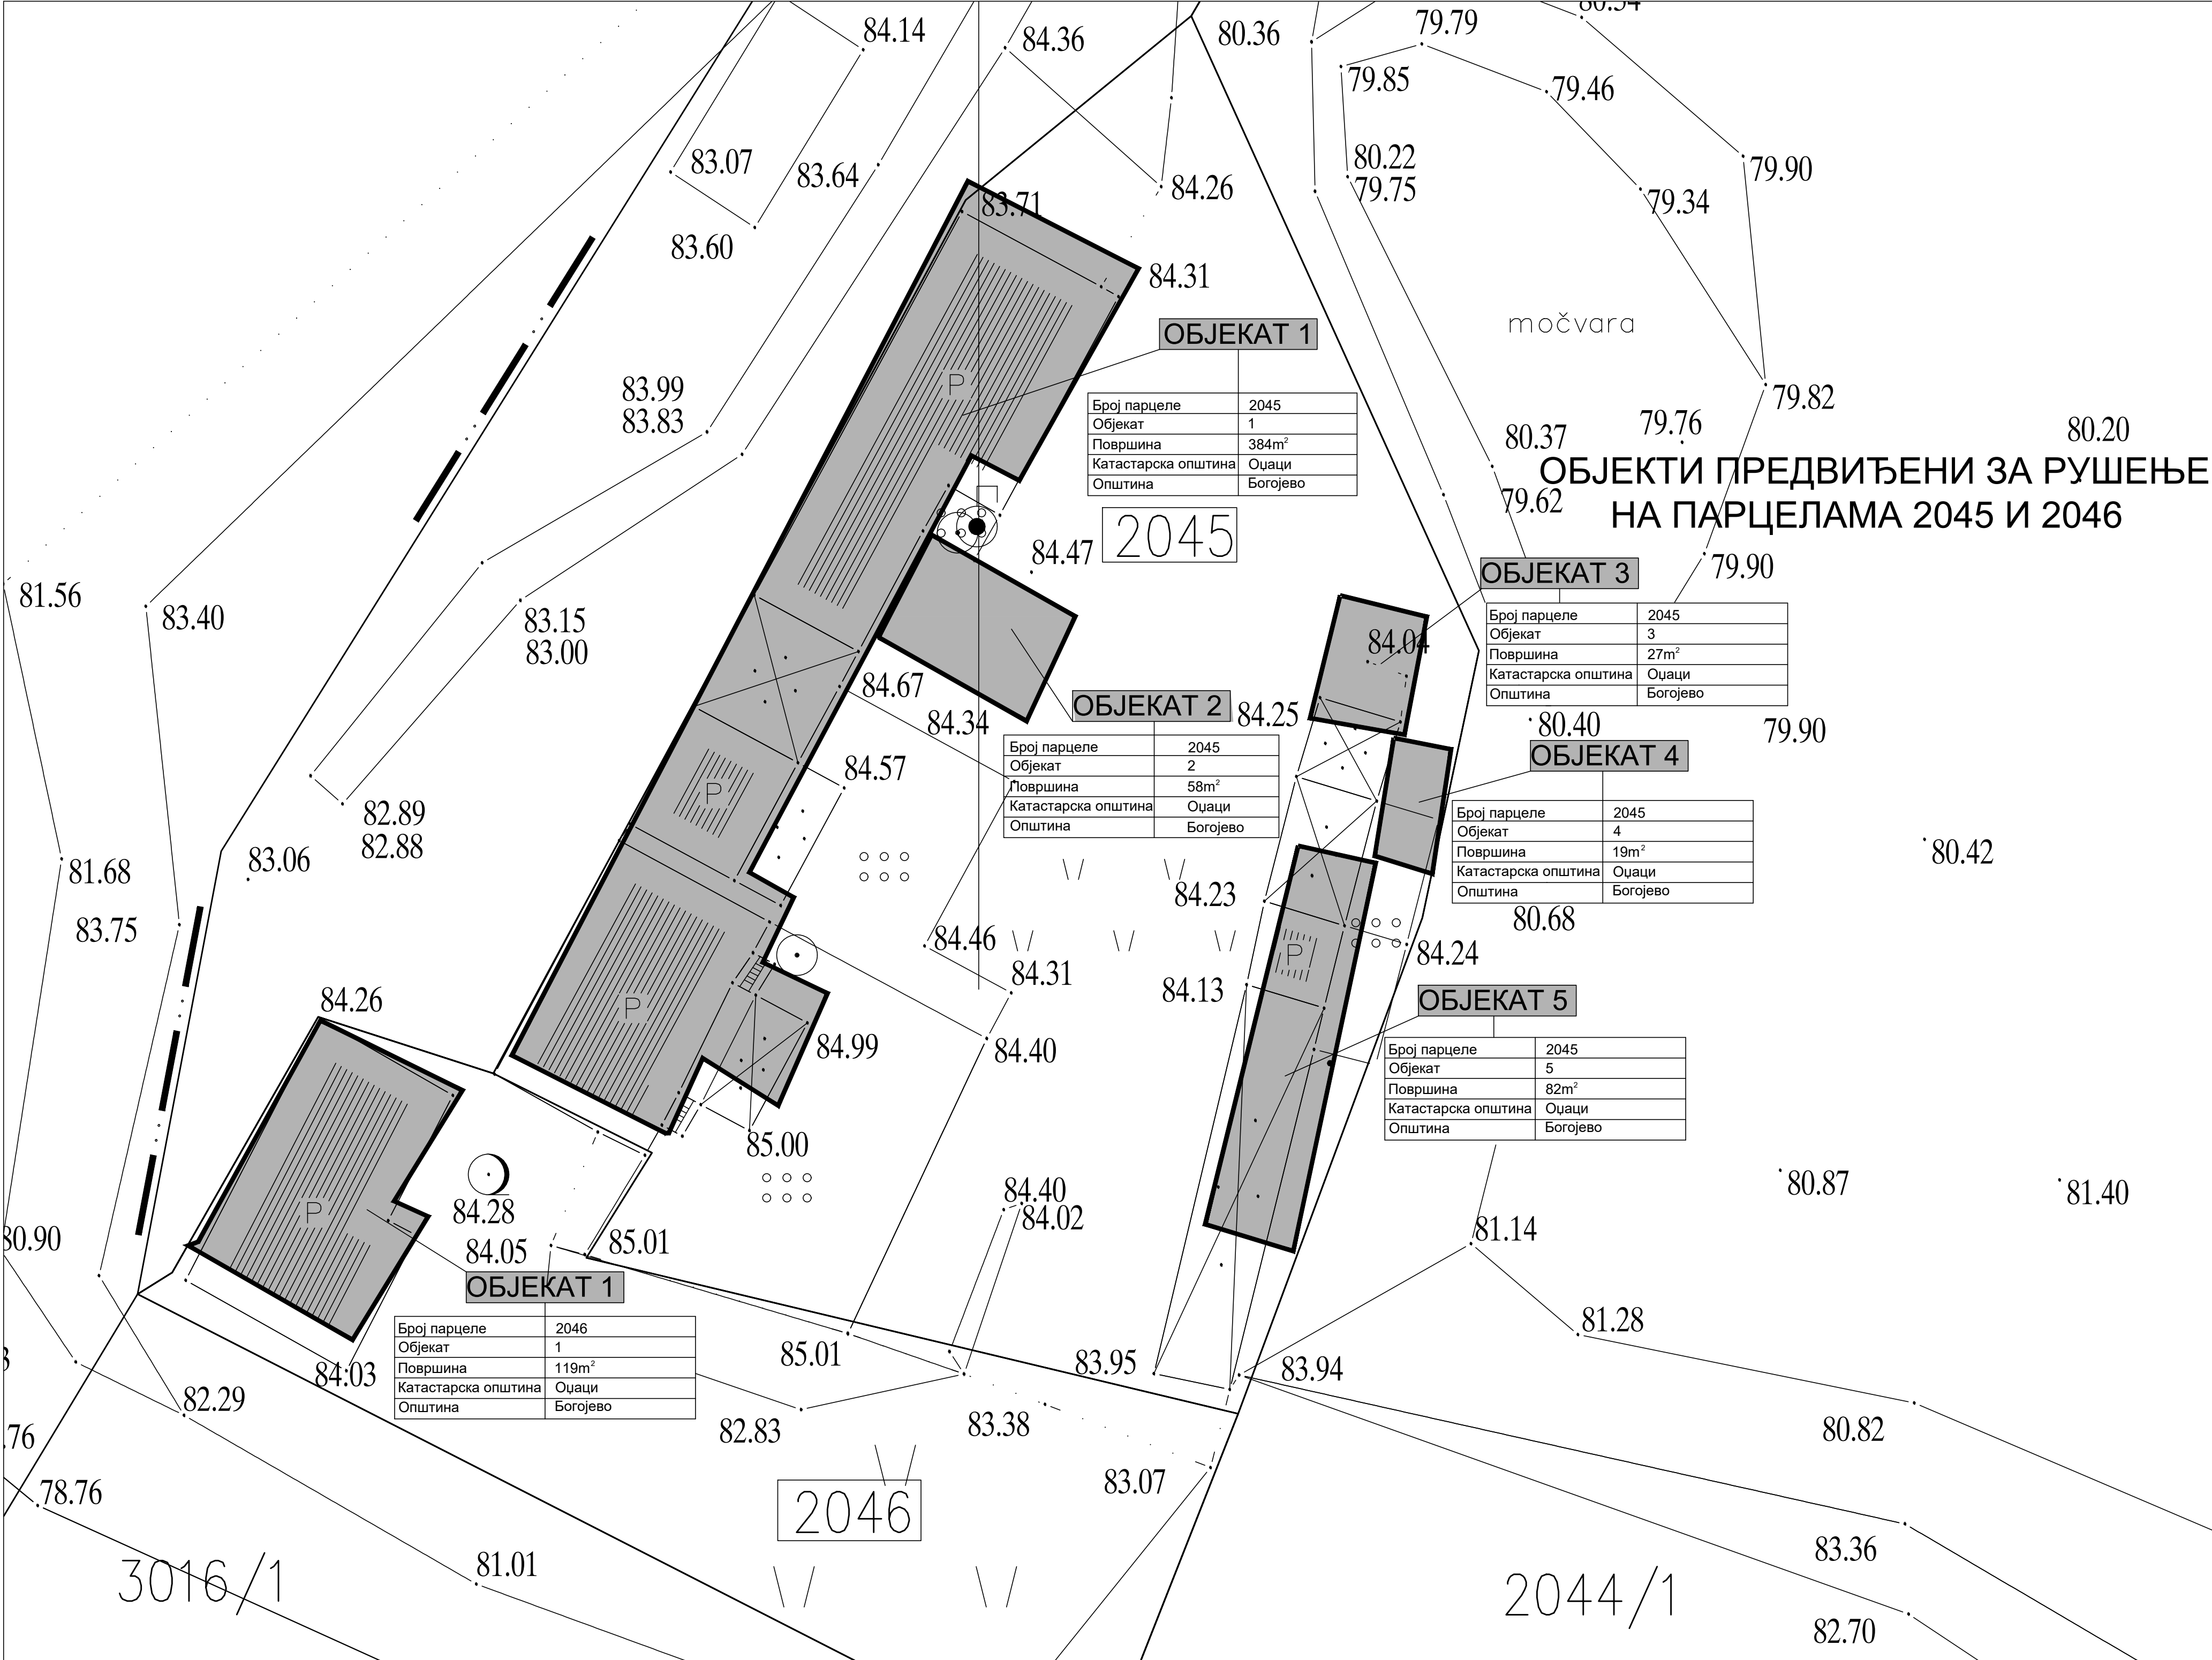 80.54
84.14
84.36
80.36
79.79
79.85
79.46
83.07
83.64
80.22
79.75
79.90
84.26
79.34
83.71
83.60
84.31
ОБЈЕКАТ 1
močvara
P
83.99
83.83
Број парцеле 2045
Објекат 1
Површина 384m²
Катастарска општина Оџаци
Општина Богојево
79.82
79.76
80.37
80.20
ОБЈЕКТИ ПРЕДВИЂЕНИ ЗА РУШЕЊЕ
НА ПАРЦЕЛАМА 2045 И 2046
79.62
2045
84.47
79.90
ОБЈЕКАТ 3
81.56
83.40
83.15
83.00
84.04
Број парцеле 2045
Објекат 3
Површина 27m²
Катастарска општина Оџаци
Општина Богојево
84.67
84.34
ОБЈЕКАТ 2
84.25
80.40
79.90
Број парцеле 2045
Објекат 2
Површина 58m²
Катастарска општина Оџаци
Општина Богојево
84.57
P
ОБЈЕКАТ 4
Број парцеле 2045
Објекат 4
Површина 19m²
Катастарска општина Оџаци
Општина Богојево
82.89
82.88
83.06
81.68
80.42
84.23
80.68
83.75
84.46
84.24
P
84.31
84.13
84.26
P
ОБЈЕКАТ 5
84.99
84.40
Број парцеле 2045
Објекат 5
Површина 82m²
Катастарска општина Оџаци
Општина Богојево
85.00
80.87
81.40
84.40
84.02
P
84.28
84.05
85.01
80.90
81.14
ОБЈЕКАТ 1
Број парцеле 2046
Објекат 1
Површина 119m²
Катастарска општина Оџаци
Општина Богојево
81.28
85.01
83.95
83.94
84.03
82.29
82.83
83.38
80.82
.76
78.76
83.07
2046
83.36
81.01
3016/1
2044/1
82.70